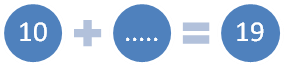 10 + ..... = 19